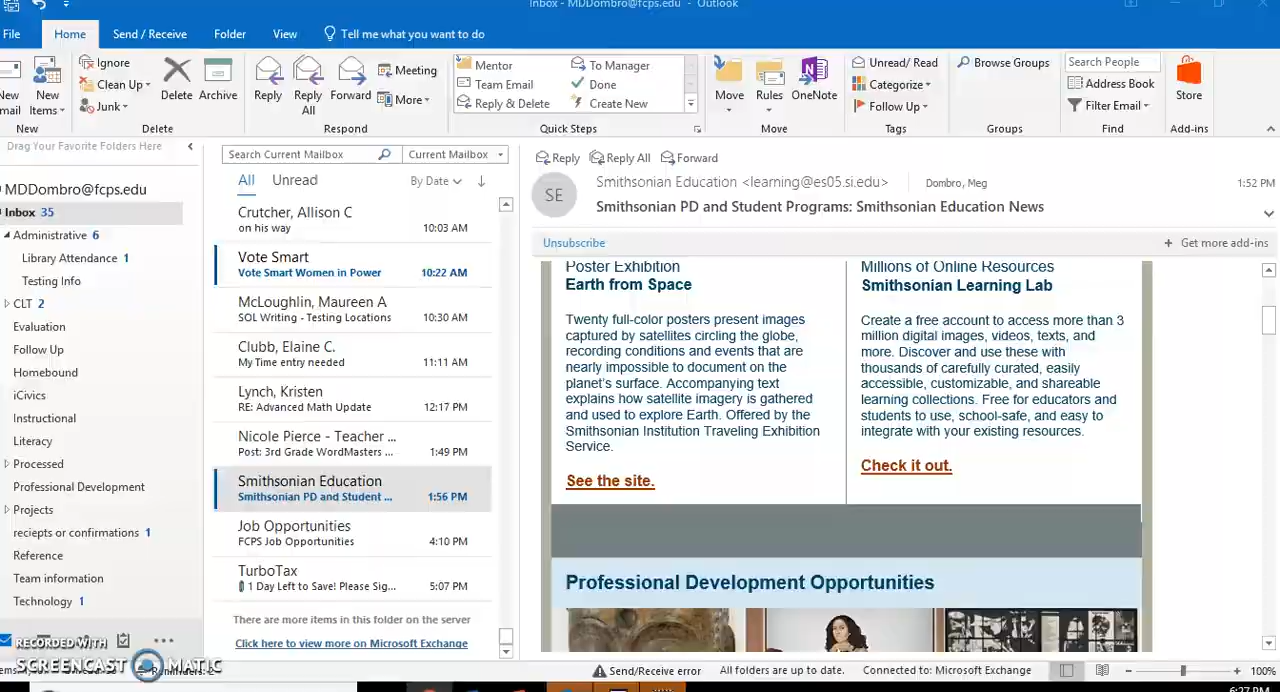 Inbox - MDDombro@fcps.edu - Outlook
File Home Send / Receive Folder View Tell me what you want to do
New Items
Ignore
Clean Up
Junk
Delete Archive
Reply Reply All Forward
Meeting
More
Mentor
Team Email
Reply & Delete
To Manager
Done
Create New
Move Rules OneNote
Unread/ Read
Categorize
Follow Up
Browse Groups
Search People
Address Book
Filter Email
Store
New Delete Respond Quick Steps Move Tags Groups Find Add-ins
Drag Your Favorite Folders Here
MDDombro@fcps.edu
Inbox 35
Administrative 6
Library Attendance 1
Testing Info
CLT 2
Evaluation
Follow Up
Homebound
iCivics
Instructional
Literacy
Processed
Professional Development
Projects
reciepts or confirmations 1
Reference
Team information
Technology 1
RECORDED WITH
SCREENCAST MATIC
Search Current Mailbox Current Mailbox
All Unread By Date
Crutcher, Allison C
on his way 10:03 AM
Vote Smart
Vote Smart Women in Power 10:22 AM
McLoughlin, Maureen A
SOL Writing - Testing Locations 10:30 AM
Clubb, Elaine C.
My Time entry needed 11:11 AM
Lynch, Kristen
RE: Advanced Math Update 12:17 PM
Nicole Pierce - Teacher ...
Post: 3rd Grade WordMasters ... 1:49 PM
Smithsonian Education
Smithsonian PD and Student ... 1:56 PM
Job Opportunities
FCPS Job Opportunities 4:10 PM
TurboTax
1 Day Left to Save! Please Sig... 5:07 PM
There are more items in this folder on the server
Click here to view more on Microsoft Exchange
Reply Reply All Forward
SE
Smithsonian Education <learning@es05.si.edu> Dombro, Meg 1:52 PM
Smithsonian PD and Student Programs: Smithsonian Education News
Unsubscribe + Get more add-ins
Poster Exhibition
Earth from Space
Twenty full-color posters present images
captured by satellites circling the globe,
recording conditions and events that are
nearly impossible to document on the
planet's surface. Accompanying text
explains how satellite imagery is gathered
and used to explore Earth. Offered by the
Smithsonian Institution Traveling Exhibition
Service.
See the site.
Millions of Online Resources
Smithsonian Learning Lab
Create a free account to access more than 3
million digital images, videos, texts, and
more. Discover and use these with
thousands of carefully curated, easily
accessible, customizable, and shareable
learning collections. Free for educators and
students to use, school-safe, and easy to
integrate with your existing resources.
Check it out.
Professional Development Opportunities
Send/Receive error All folders are up to date. Connected to: Microsoft Exchange 100%
6:27 PM